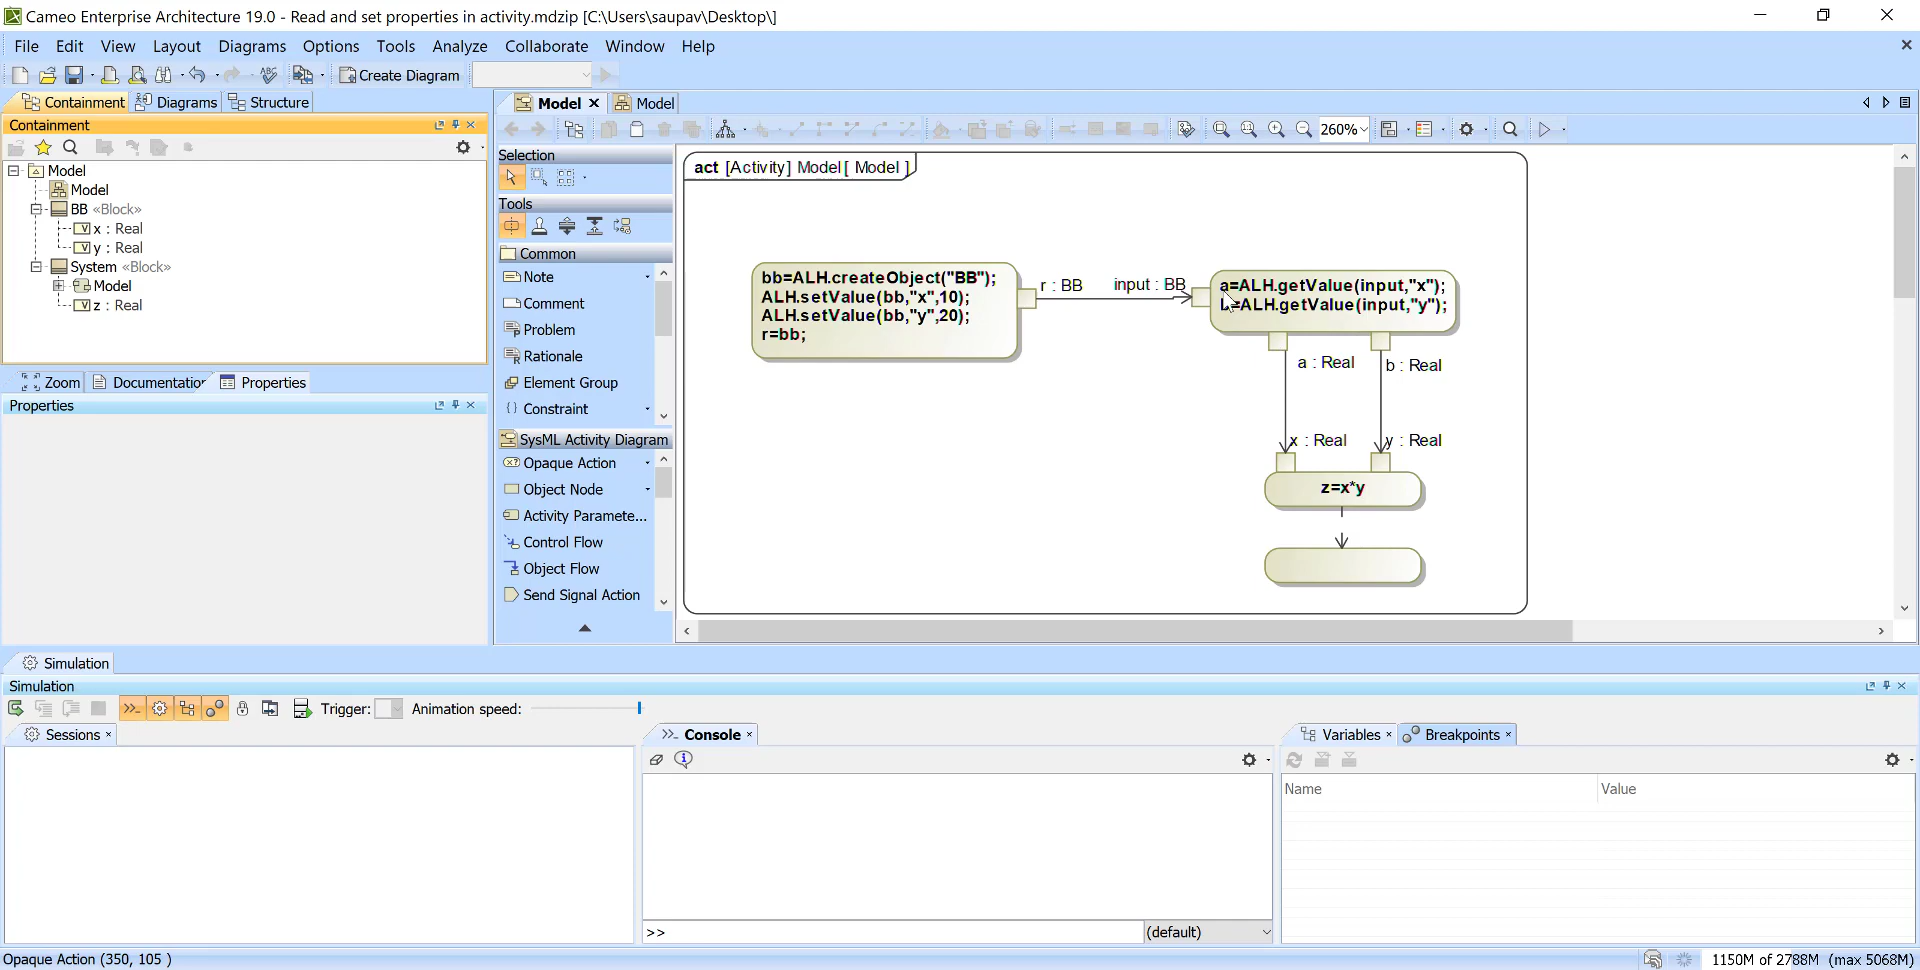 Cameo Enterprise Architecture 19.0 - Read and set properties in activity.mdzip [C:\Users\saupav\Desktop\]
File Edit View Layout Diagrams Options Tools Analyze Collaborate Window Help
Create Diagram
Containment Diagrams Structure
Containment
Model
Model
BB «Block»
x : Real
y : Real
System «Block»
Model
z : Real
Zoom Documentation Properties
Properties
Model Model
260%
Selection
Tools
Common
Note
Comment
Problem
Rationale
Element Group
Constraint
SysML Activity Diagram
Opaque Action
Object Node
Activity Paramete...
Control Flow
Object Flow
Send Signal Action
act [Activity] Model[ Model ]
bb=ALH.createObject("BB");
ALH.setValue(bb,"x",10);
ALH.setValue(bb,"y",20);
r=bb;
r : BB
input : BB
a=ALH.getValue(input,"x");
b=ALH.getValue(input,"y");
a : Real
b : Real
x : Real
y : Real
z=x*y
Simulation
Simulation
Trigger: Animation speed:
Sessions
Console
>>
(default)
Variables Breakpoints
Name Value
Opaque Action (350, 105 )
1150M of 2788M (max 5068M)